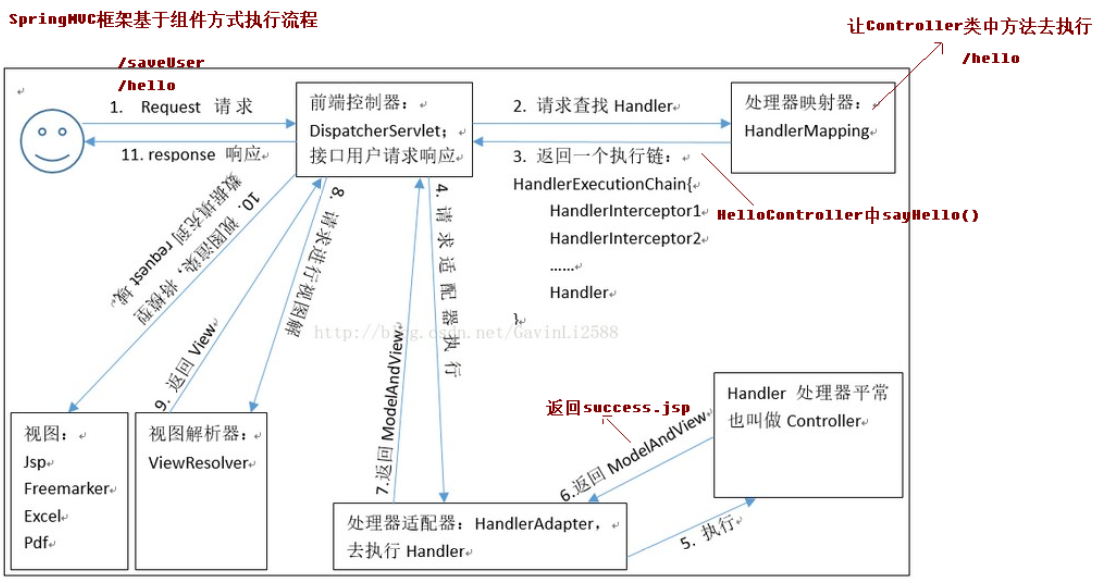 SpringMVC框架基于组件方式执行流程
让Controller类中方法去执行
/hello
/saveUser
/hello
1. Request 请求
11. response 响应
前端控制器：
DispatcherServlet；
接口用户请求响应
2. 请求查找 Handler
3. 返回一个执行链：
HandlerExecutionChain{
HandlerInterceptor1
HandlerInterceptor2
……
Handler
}
处理器映射器：
HandlerMapping
HelloController中sayHello()
10. 视图渲染，将模型
数据填充到 request 域。
9. 返回 View
8. 请求进行视图解
4. 请求适配器执行
7.返回 ModelAndView
http://blog.csdn.net/GavinLi2588
视图：
Jsp
Freemarker
Excel
Pdf
视图解析器：
ViewResolver
返回success.jsp
6.返回 ModelAndView
Handler 处理器平常
也叫做 Controller
处理器适配器：HandlerAdapter，
去执行 Handler
5. 执行